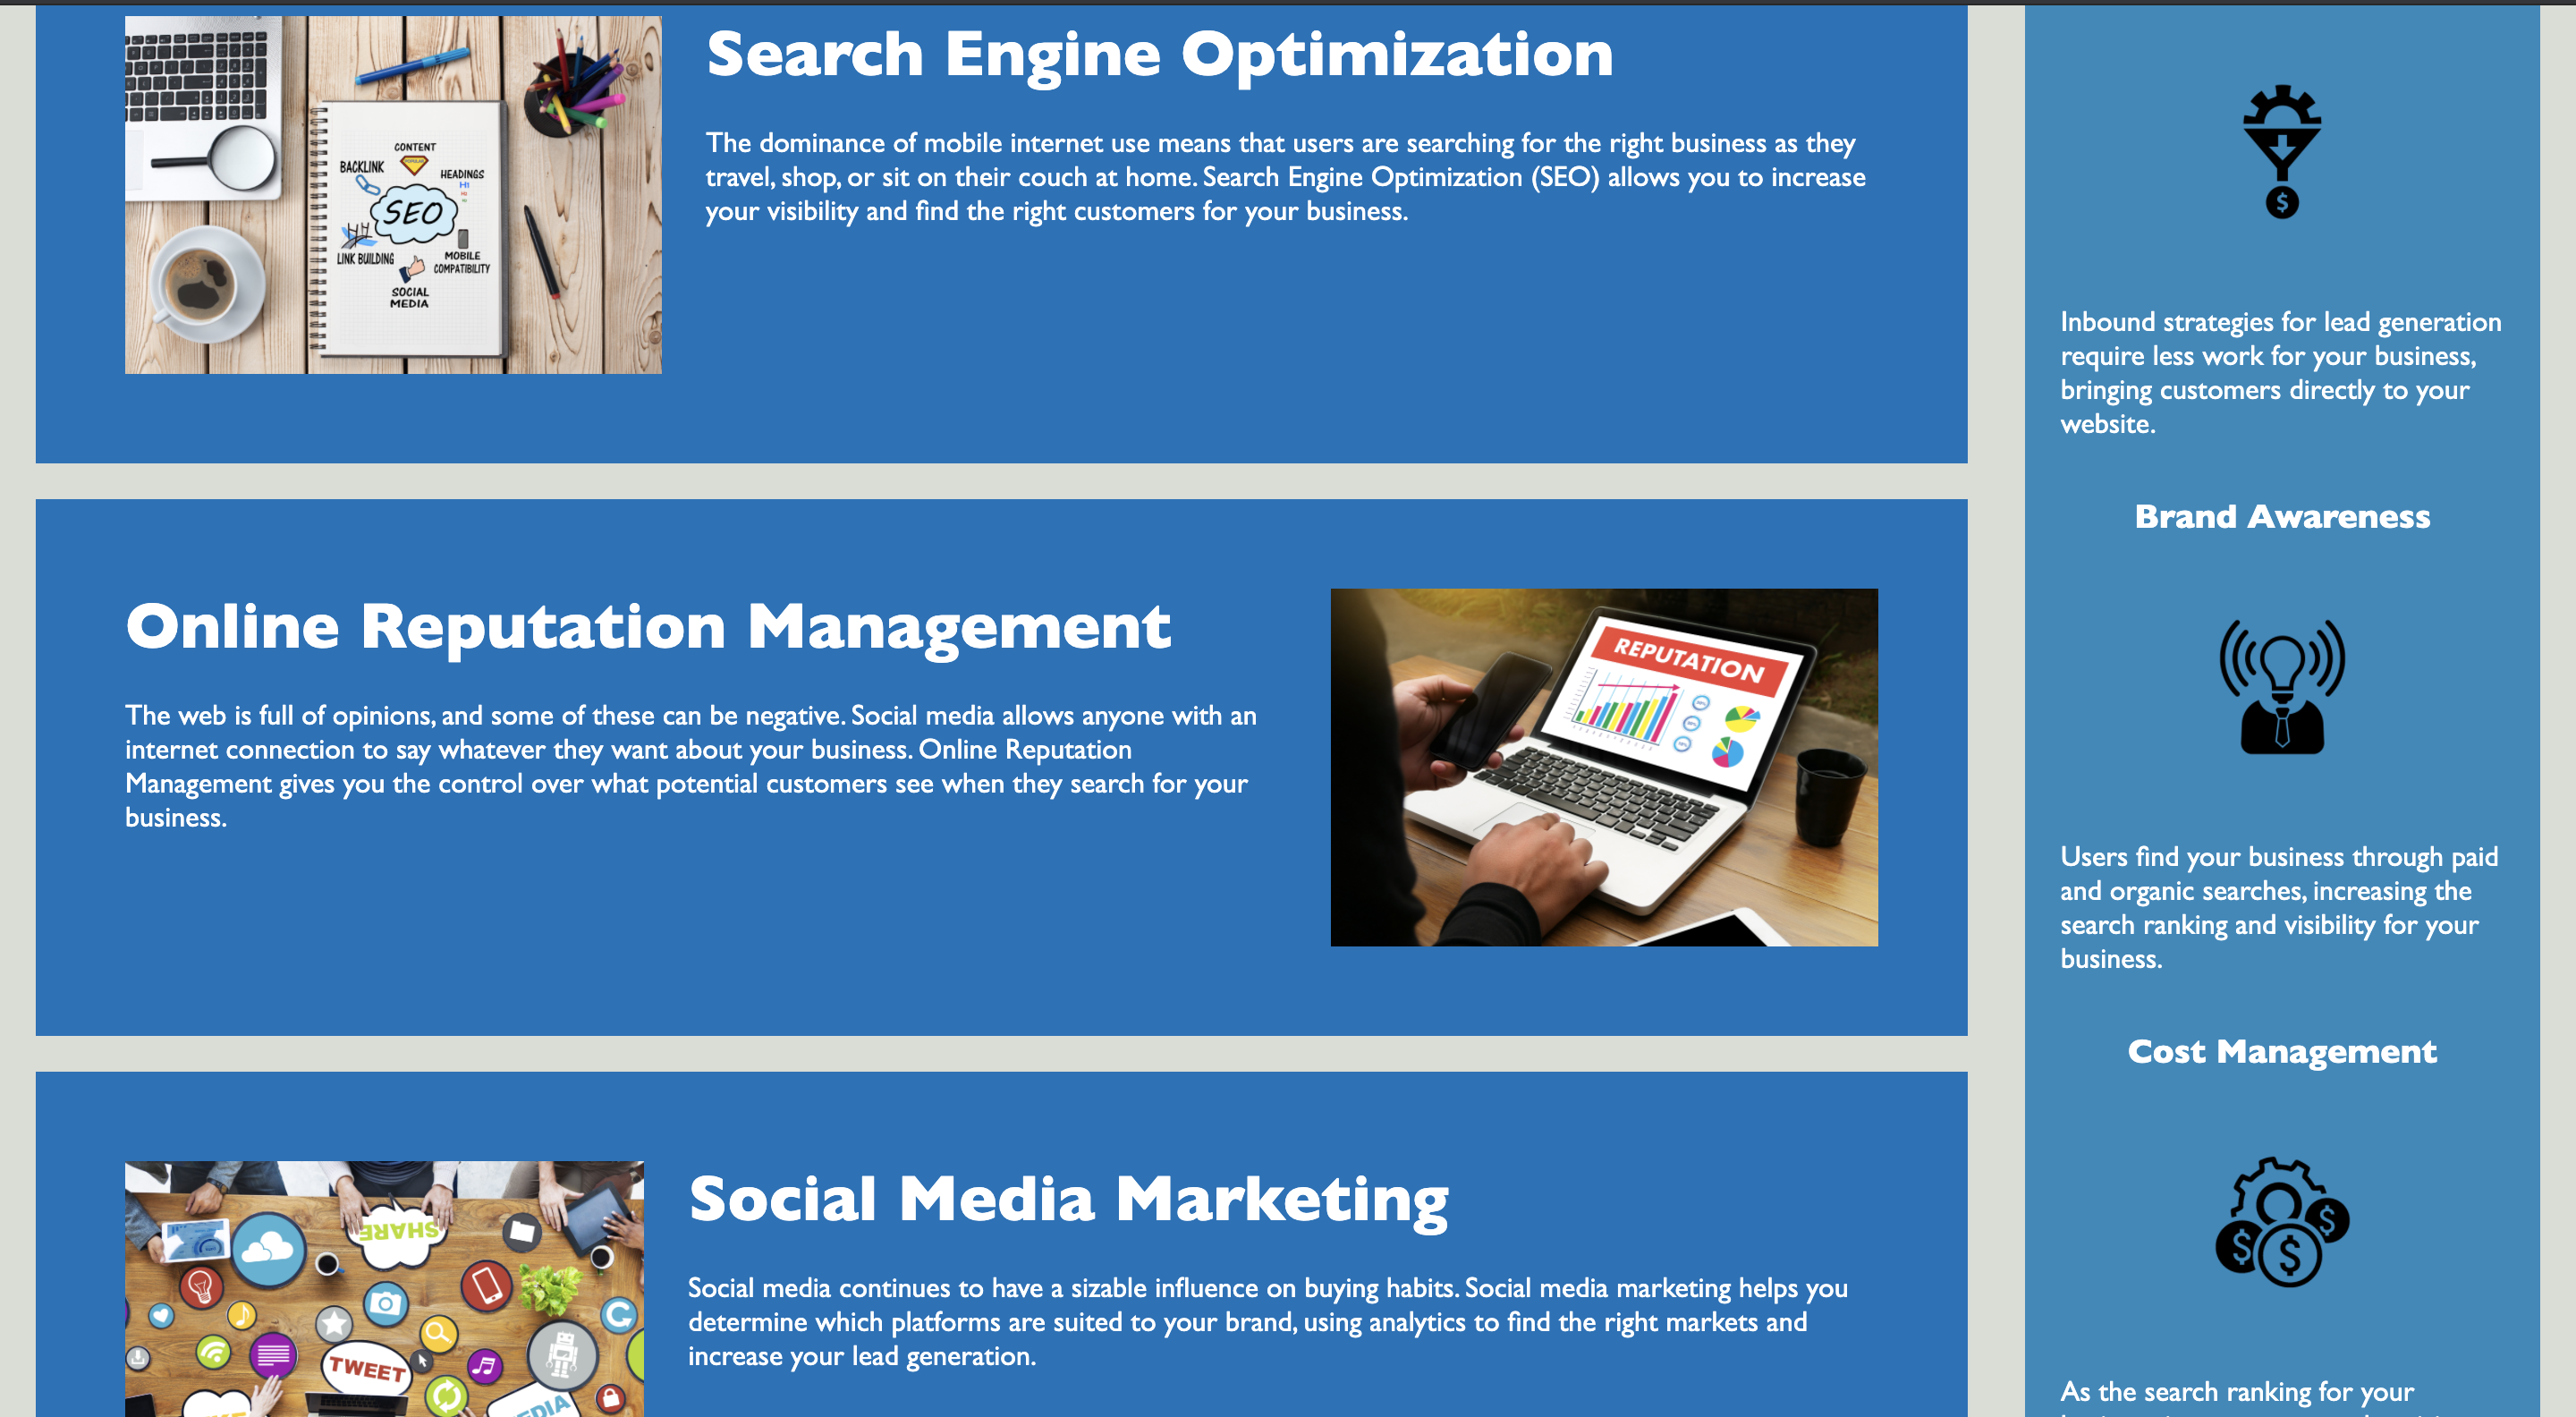 Search Engine Optimization
The dominance of mobile internet use means that users are searching for the right business as they
travel, shop, or sit on their couch at home. Search Engine Optimization (SEO) allows you to increase
your visibility and find the right customers for your business.
CONTENT
BACKLINK
HEADINGS
H1
SEO
LINK BUILDING
MOBILE
COMPATIBILITY
SOCIAL
MEDIA
Online Reputation Management
The web is full of opinions, and some of these can be negative. Social media allows anyone with an
internet connection to say whatever they want about your business. Online Reputation
Management gives you the control over what potential customers see when they search for your
business.
REPUTATION
Social Media Marketing
Social media continues to have a sizable influence on buying habits. Social media marketing helps you
determine which platforms are suited to your brand, using analytics to find the right markets and
increase your lead generation.
SHARE
TWEET
$
Inbound strategies for lead generation
require less work for your business,
bringing customers directly to your
website.
Brand Awareness
Users find your business through paid
and organic searches, increasing the
search ranking and visibility for your
business.
Cost Management
$
$
$
As the search ranking for your